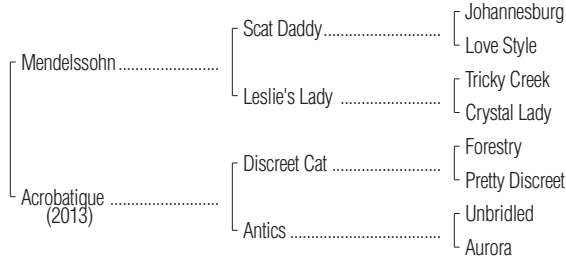 Johannesburg
Scat Daddy
Love Style
Mendelssohn
Tricky Creek
Leslie's Lady
Crystal Lady
Forestry
Discreet Cat
Pretty Discreet
Acrobatique
(2013)
Unbridled
Antics
Aurora